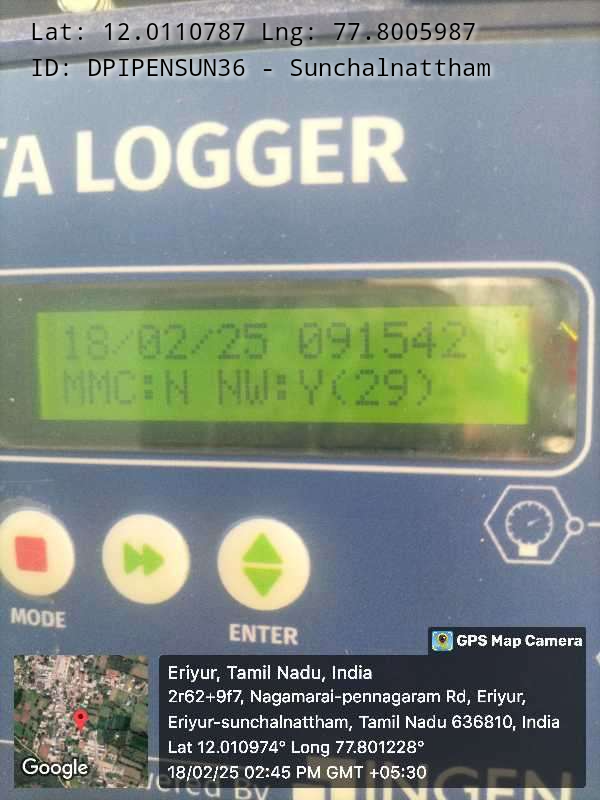 Lat: 12.0110787 Lng: 77.8005987
ID: DPIPENSUN36 - Sunchalnattham
TA LOGGER
18/02/25 091542
MMC:N NW:Y(29)
MODE
ENTER
GPS Map Camera
Eriyur, Tamil Nadu, India
2r62+9f7, Nagamarai-pennagaram Rd, Eriyur,
Eriyur-sunchalnattham, Tamil Nadu 636810, India
Lat 12.010974° Long 77.801228°
18/02/25 02:45 PM GMT +05:30
Google